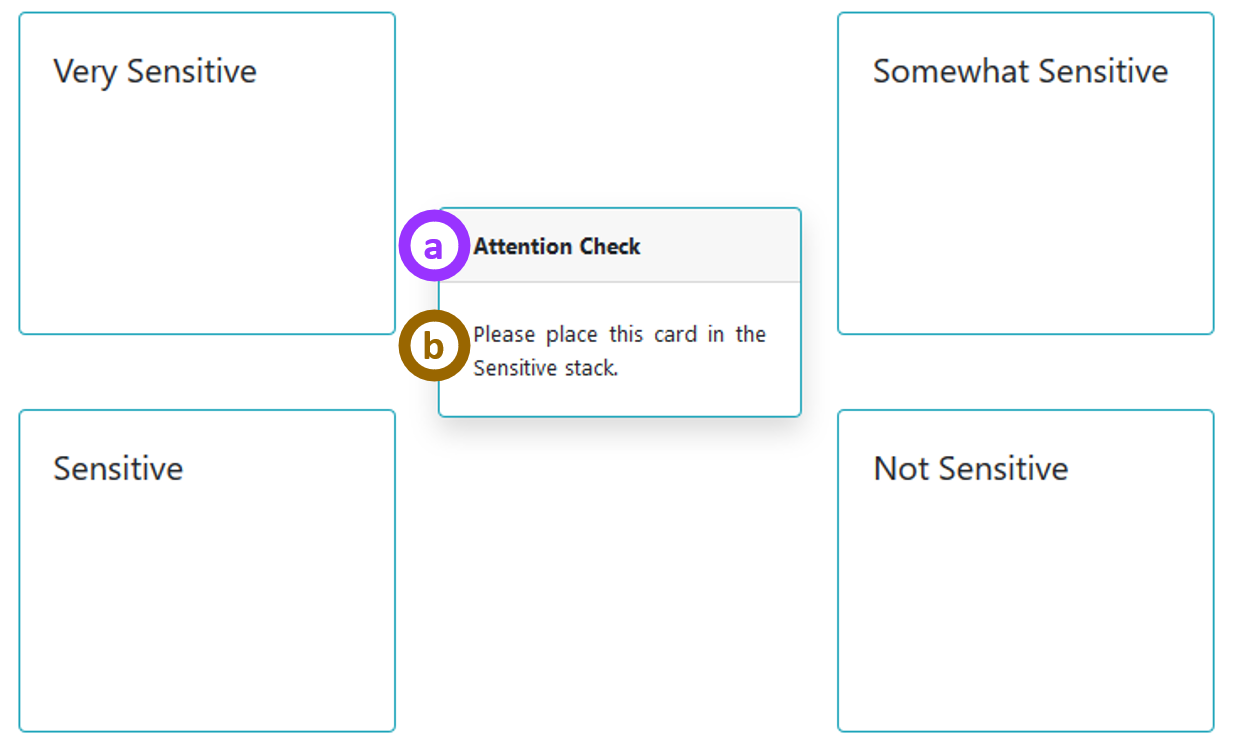 Very Sensitive
Somewhat Sensitive
a
Attention Check
b
Please place this card in the
Sensitive stack.
Sensitive
Not Sensitive